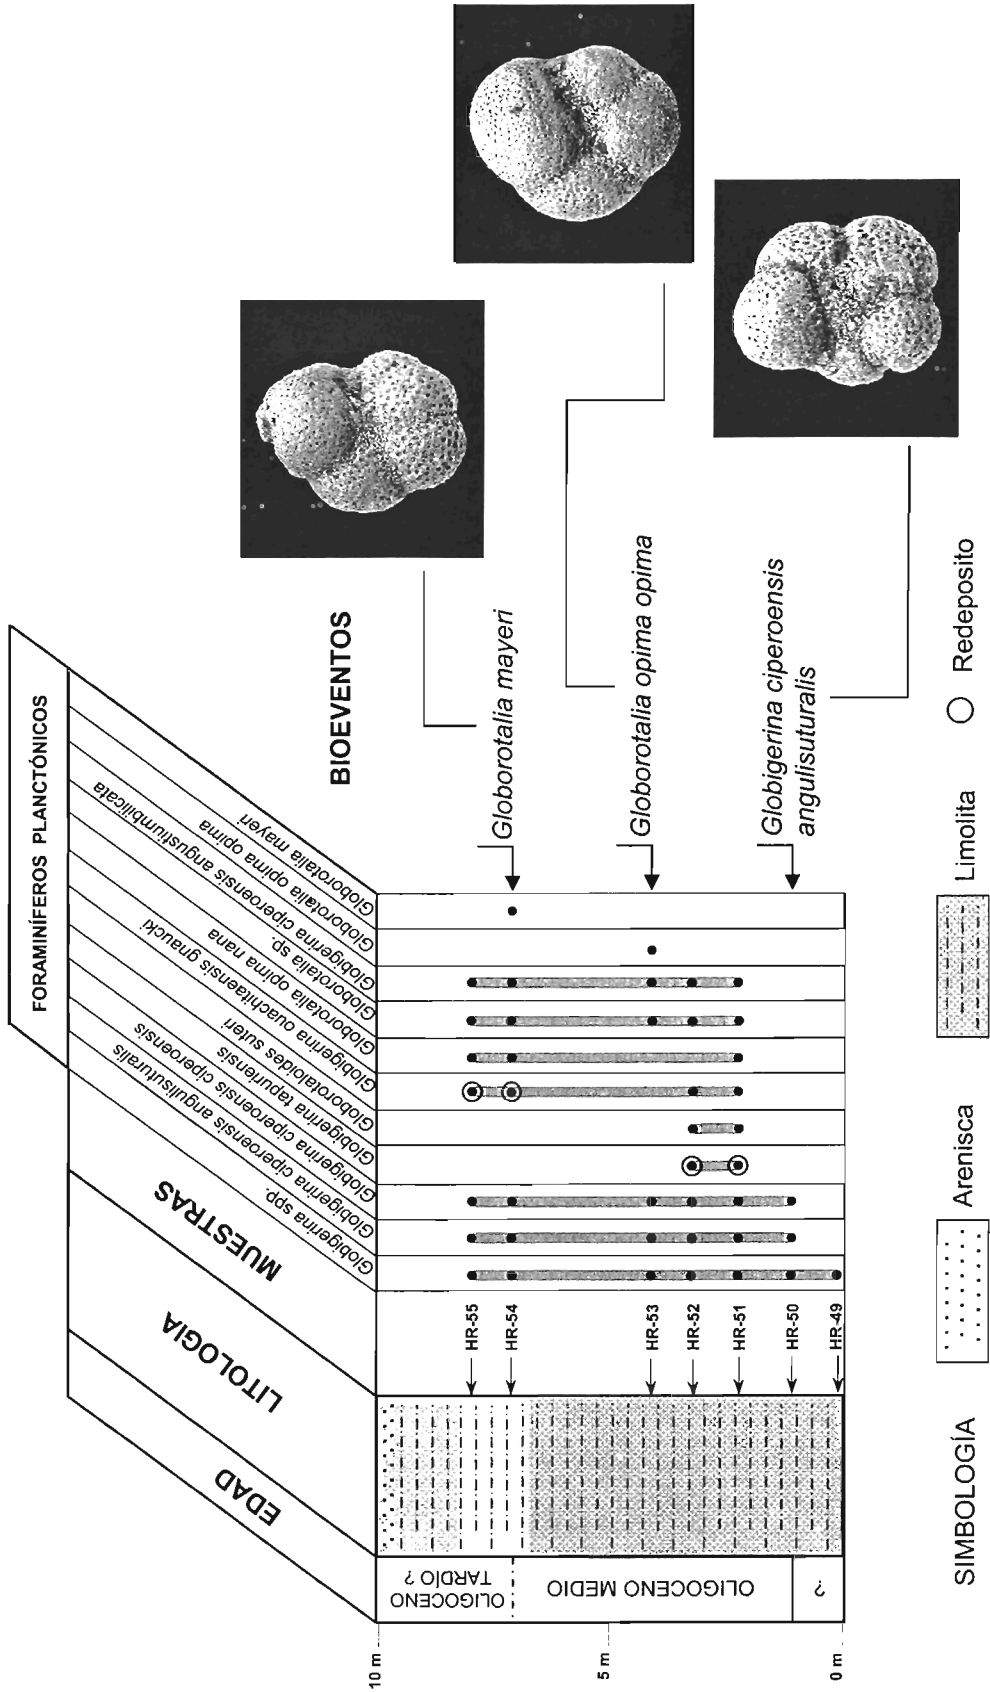 FORAMINÍFEROS PLANCTÓNICOS
EDAD
LITOLOGIA
MUESTRAS
Globigerina spp.
Globigerina ciperoensis angulisuturalis
Globigerina ciperoensis ciperoensis
Globigerina tapuriensis
Globorotaloides suteri
Globigerina ouachitaensis gnaucki
Globorotalia opima nana
Globorotalia sp.
Globigerina ciperoensis angustiumbilicata
Globorotalia opima opima
Globorotalia mayeri
BIOEVENTOS
10 m
5 m
0 m
OLIGOCENO
TARDÍO ?
OLIGOCENO MEDIO
?
HR-55
HR-54
HR-53
HR-52
HR-51
HR-50
HR-49
Globorotalia mayeri
Globorotalia opima opima
Globigerina ciperoensis
angulisuturalis
SIMBOLOGÍA
Arenisca
Limolita
Redeposito